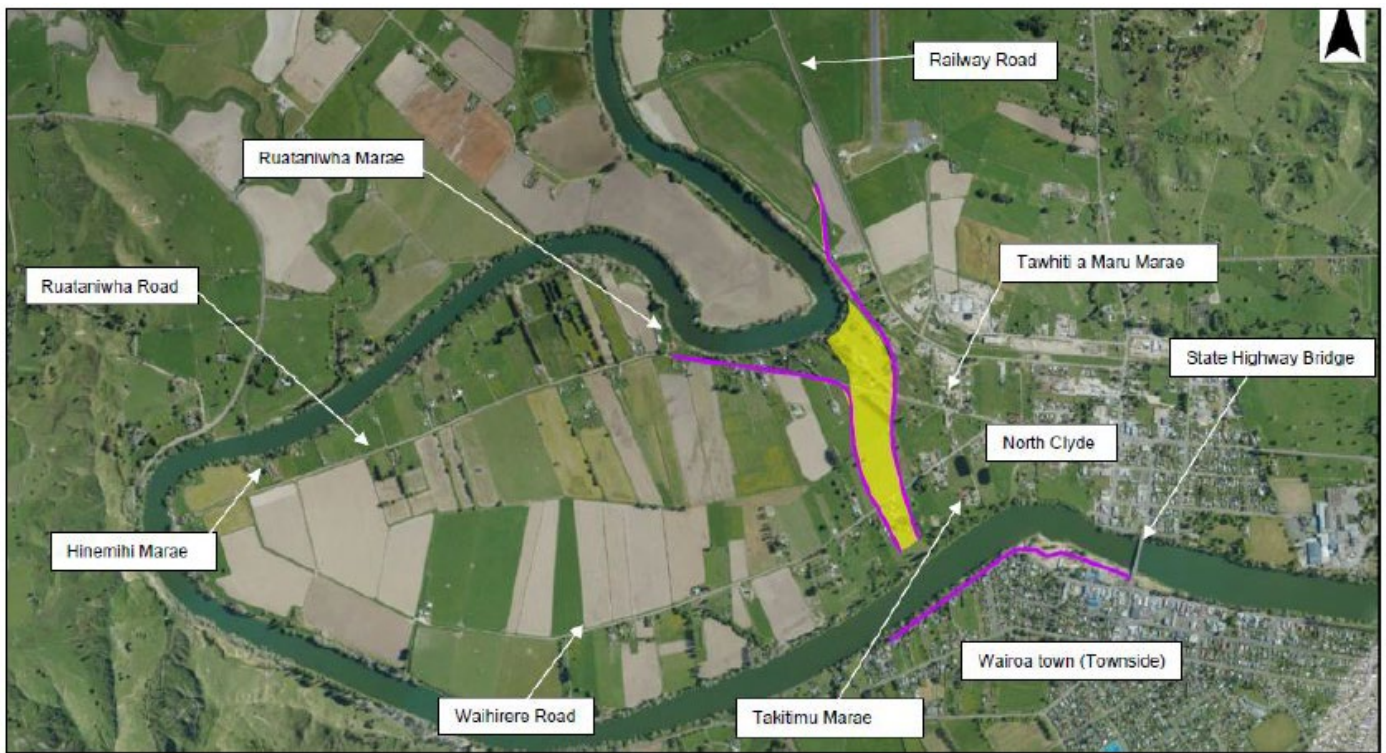 Railway Road
Ruataniwha Marae
Tawhiti a Maru Marae
Ruataniwha Road
State Highway Bridge
North Clyde
Hinemihi Marae
Wairoa town (Townside)
Waihirere Road
Takitimu Marae